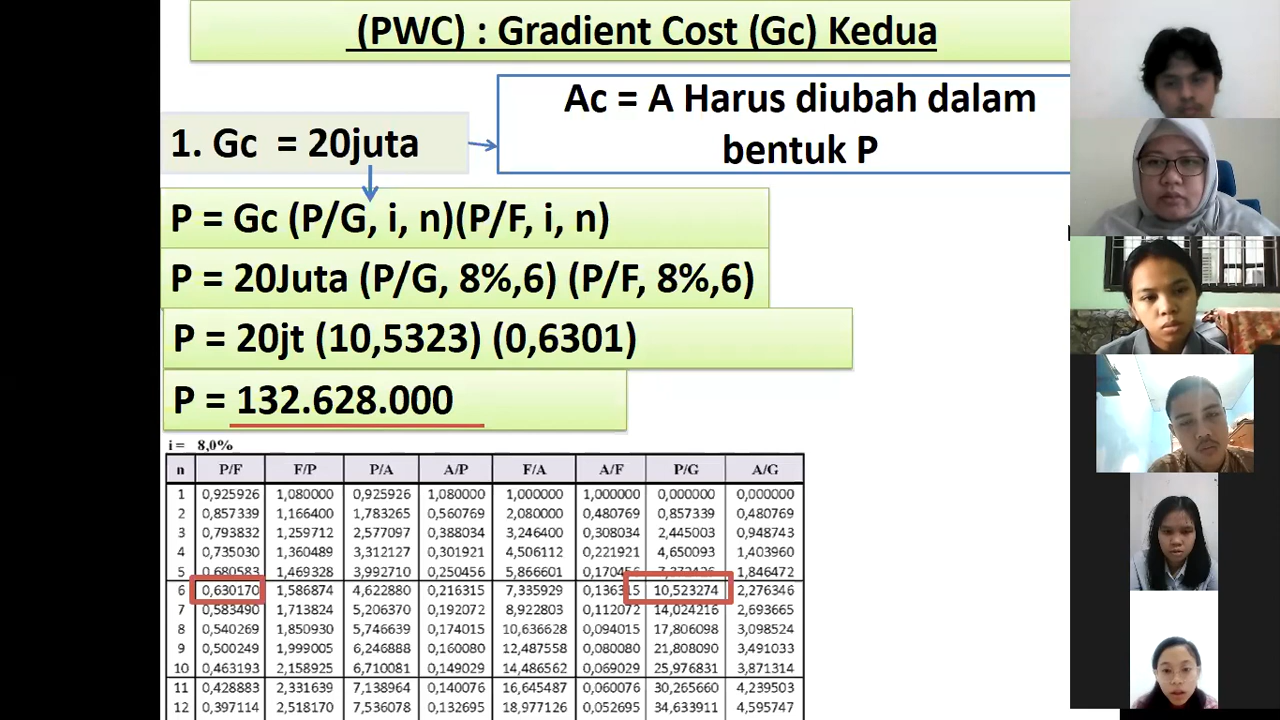 (PWC) : Gradient Cost (Gc) Kedua
Ac = A Harus diubah dalam
bentuk P
1. Gc = 20juta
P = Gc (P/G, i, n)(P/F, i, n)
P = 20Juta (P/G, 8%,6) (P/F, 8%,6)
P = 20jt (10,5323) (0,6301)
P = 132.628.000
i = 8,0%
n P/F F/P P/A A/P F/A A/F P/G A/G
1 0,925926 1,080000 0,925926 1,080000 1,000000 1,000000 0,000000 0,000000
2 0,857339 1,166400 1,783265 0,560769 2,080000 0,480769 0,857339 0,480769
3 0,793832 1,259712 2,577097 0,388034 3,246400 0,308034 2,445003 0,948743
4 0,735030 1,360489 3,312127 0,301921 4,506112 0,221921 4,650093 1,403960
5 0,680583 1,469328 3,992710 0,250456 5,866601 0,170456 1,846472
6 0,630170 1,586874 4,622880 0,216315 7,335929 0,136315 10,523274 2,276346
7 0,583490 1,713824 5,206370 0,192072 8,922803 0,112072 14,024216 2,693665
8 0,540269 1,850930 5,746639 0,174015 10,636628 0,094015 17,806098 3,098524
9 0,500249 1,999005 6,246888 0,160080 12,487558 0,080080 21,808090 3,491033
10 0,463193 2,158925 6,710081 0,149029 14,486562 0,069029 25,976831 3,871314
11 0,428883 2,331639 7,138964 0,140076 16,645487 0,060076 30,265660 4,239503
12 0,397114 2,518170 7,536078 0,132695 18,977126 0,052695 34,633911 4,595747